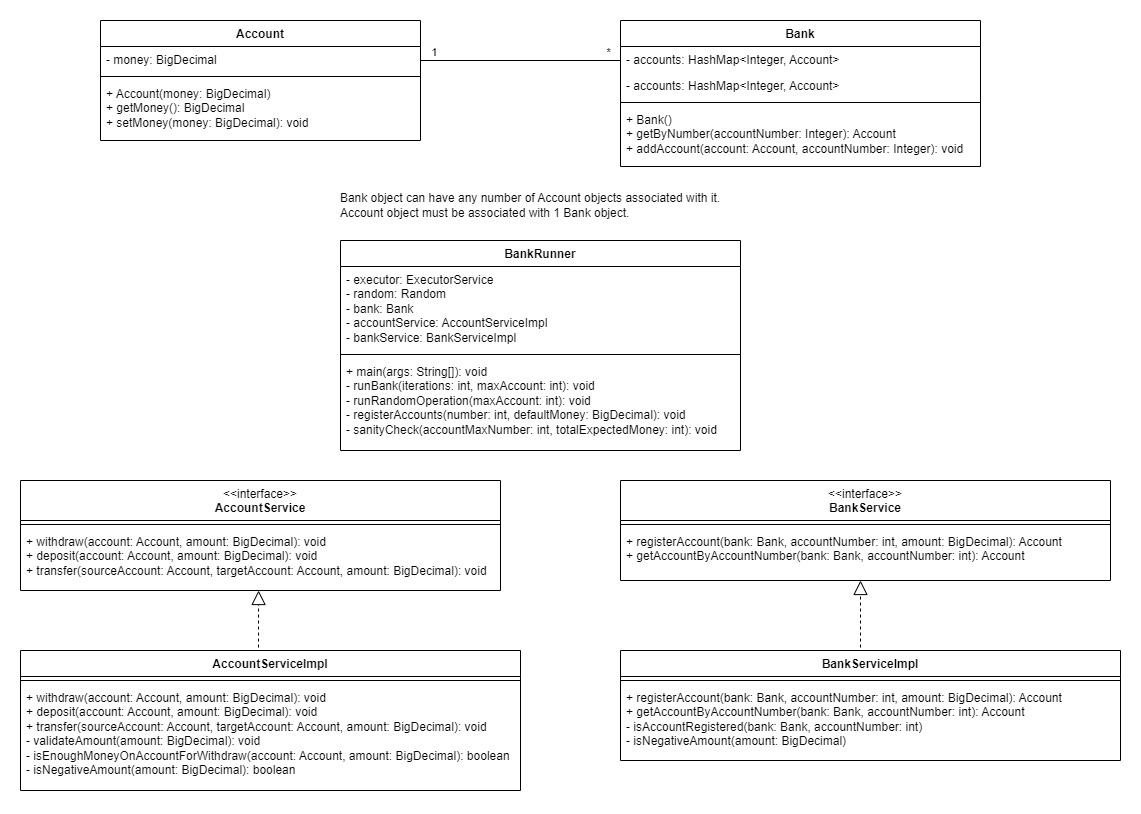 Account
- money: BigDecimal
+ Account(money: BigDecimal)
+ getMoney(): BigDecimal
+ setMoney(money: BigDecimal): void
1
*
Bank
- accounts: HashMap<Integer, Account>
- accounts: HashMap<Integer, Account>
+ Bank()
+ getByNumber(accountNumber: Integer): Account
+ addAccount(account: Account, accountNumber: Integer): void
Bank object can have any number of Account objects associated with it.
Account object must be associated with 1 Bank object.
BankRunner
- executor: ExecutorService
- random: Random
- bank: Bank
- accountService: AccountServiceImpl
- bankService: BankServiceImpl
+ main(args: String[]): void
- runBank(iterations: int, maxAccount: int): void
- runRandomOperation(maxAccount: int): void
- registerAccounts(number: int, defaultMoney: BigDecimal): void
- sanityCheck(accountMaxNumber: int, totalExpectedMoney: int): void
<<interface>>
AccountService
+ withdraw(account: Account, amount: BigDecimal): void
+ deposit(account: Account, amount: BigDecimal): void
+ transfer(sourceAccount: Account, targetAccount: Account, amount: BigDecimal): void
<<interface>>
BankService
+ registerAccount(bank: Bank, accountNumber: int, amount: BigDecimal): Account
+ getAccountByAccountNumber(bank: Bank, accountNumber: int): Account
AccountServiceImpl
+ withdraw(account: Account, amount: BigDecimal): void
+ deposit(account: Account, amount: BigDecimal): void
+ transfer(sourceAccount: Account, targetAccount: Account, amount: BigDecimal): void
- validateAmount(amount: BigDecimal): void
- isEnoughMoneyOnAccountForWithdraw(account: Account, amount: BigDecimal): boolean
- isNegativeAmount(amount: BigDecimal): boolean
BankServiceImpl
+ registerAccount(bank: Bank, accountNumber: int, amount: BigDecimal): Account
+ getAccountByAccountNumber(bank: Bank, accountNumber: int): Account
- isAccountRegistered(bank: Bank, accountNumber: int)
- isNegativeAmount(amount: BigDecimal)